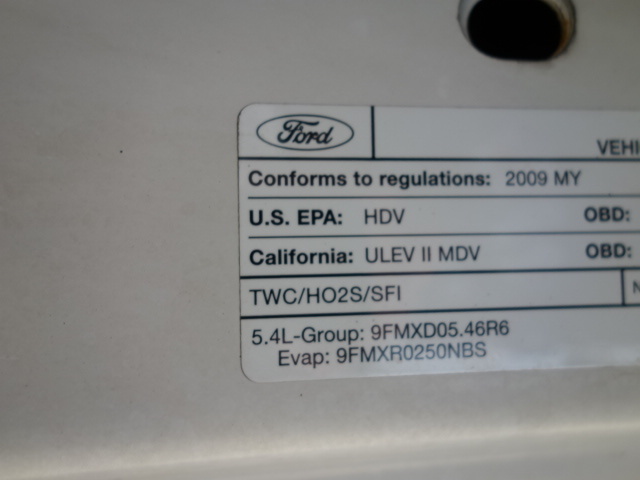 Ford
VEHI
Conforms to regulations: 2009 MY
U.S. EPA: HDV OBD:
California: ULEV II MDV OBD:
TWC/HO2S/SFI N
5.4L-Group: 9FMXD05.46R6
Evap: 9FMXR0250NBS